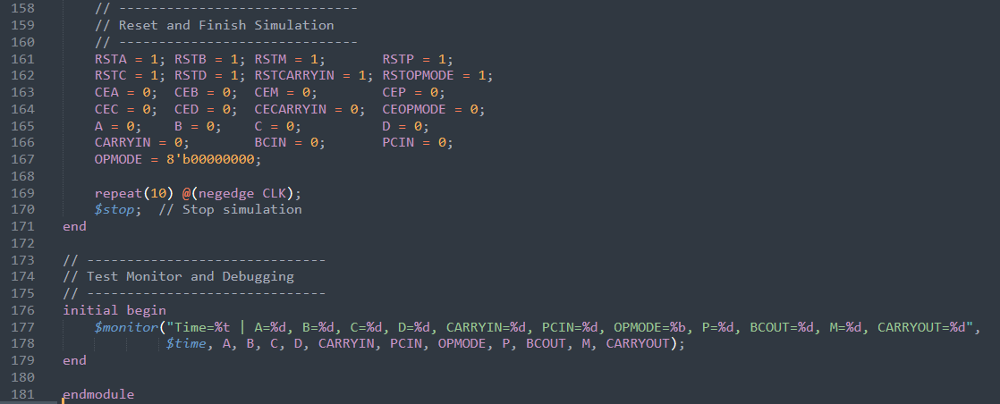 158 // ------------------------------
159 // Reset and Finish Simulation
160 // ------------------------------
161 RSTA = 1; RSTB = 1; RSTM = 1; RSTP = 1;
162 RSTC = 1; RSTD = 1; RSTCARRYIN = 1; RSTOPMODE = 1;
163 CEA = 0; CEB = 0; CEM = 0; CEP = 0;
164 CEC = 0; CED = 0; CECARRYIN = 0; CEOPMODE = 0;
165 A = 0; B = 0; C = 0; D = 0;
166 CARRYIN = 0; BCIN = 0; PCIN = 0;
167 OPMODE = 8'b00000000;
168
169 repeat(10) @(negedge CLK);
170 $stop; // Stop simulation
171 end
172
173 // ------------------------------
174 // Test Monitor and Debugging
175 // ------------------------------
176 initial begin
177 $monitor("Time=%t | A=%d, B=%d, C=%d, D=%d, CARRYIN=%d, PCIN=%d, OPMODE=%b, P=%d, BCOUT=%d, M=%d, CARRYOUT=%d",
178 $time, A, B, C, D, CARRYIN, PCIN, OPMODE, P, BCOUT, M, CARRYOUT);
179 end
180
181 endmodule